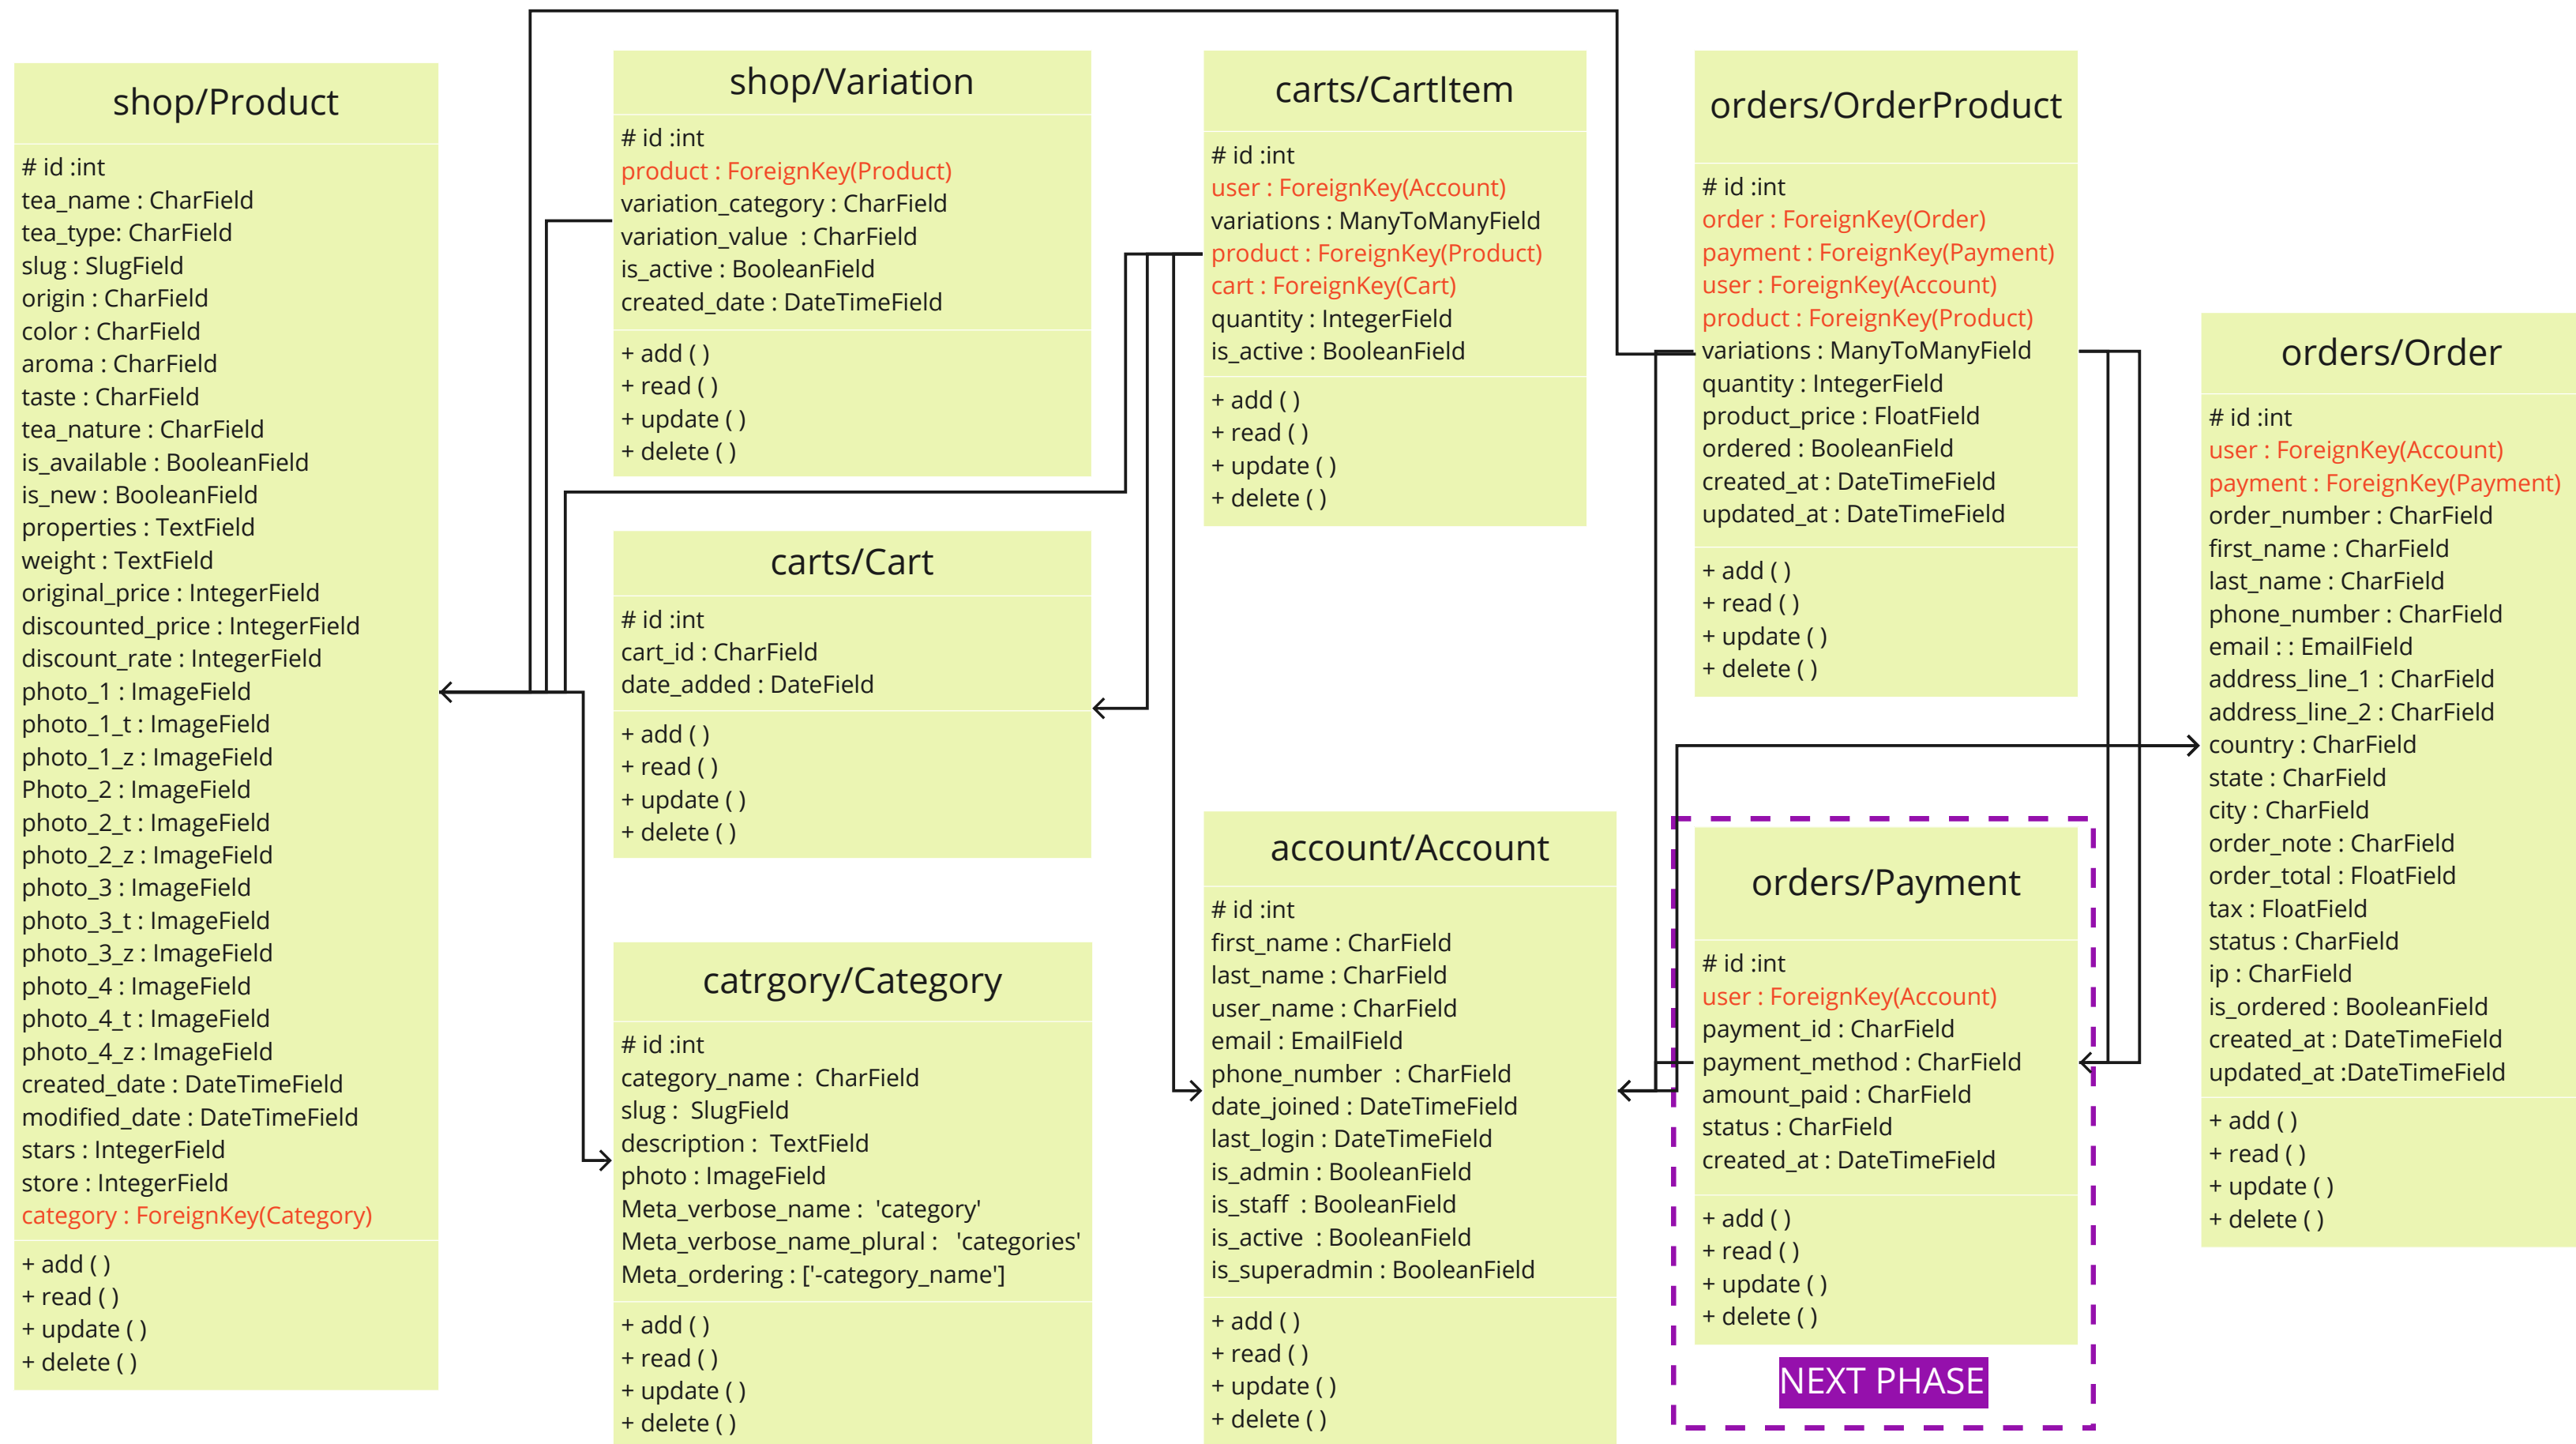 shop/Product
# id :int
tea_name : CharField
tea_type: CharField
slug : SlugField
origin : CharField
color : CharField
aroma : CharField
taste : CharField
tea_nature : CharField
is_available : BooleanField
is_new : BooleanField
properties : TextField
weight : TextField
original_price : IntegerField
discounted_price : IntegerField
discount_rate : IntegerField
photo_1 : ImageField
photo_1_t : ImageField
photo_1_z : ImageField
Photo_2 : ImageField
photo_2_t : ImageField
photo_2_z : ImageField
photo_3 : ImageField
photo_3_t : ImageField
photo_3_z : ImageField
photo_4 : ImageField
photo_4_t : ImageField
photo_4_z : ImageField
created_date : DateTimeField
modified_date : DateTimeField
stars : IntegerField
store : IntegerField
category : ForeignKey(Category)
+ add ( )
+ read ( )
+ update ( )
+ delete ( )
shop/Variation
# id :int
product : ForeignKey(Product)
variation_category : CharField
variation_value  : CharField
is_active : BooleanField
created_date : DateTimeField
+ add ( )
+ read ( )
+ update ( )
+ delete ( )
carts/Cart
# id :int
cart_id : CharField
date_added : DateField
+ add ( )
+ read ( )
+ update ( )
+ delete ( )
catrgory/Category
# id :int
category_name :  CharField
slug :  SlugField
description :  TextField
photo : ImageField
Meta_verbose_name :  'category'
Meta_verbose_name_plural :   'categories'
Meta_ordering : ['-category_name']
+ add ( )
+ read ( )
+ update ( )
+ delete ( )
carts/CartItem
# id :int
user : ForeignKey(Account)
variations : ManyToManyField
product : ForeignKey(Product)
cart : ForeignKey(Cart)
quantity : IntegerField
is_active : BooleanField
+ add ( )
+ read ( )
+ update ( )
+ delete ( )
account/Account
# id :int
first_name : CharField
last_name : CharField
user_name : CharField
email : EmailField
phone_number  : CharField
date_joined : DateTimeField
last_login : DateTimeField
is_admin : BooleanField
is_staff  : BooleanField
is_active  : BooleanField
is_superadmin : BooleanField
+ add ( )
+ read ( )
+ update ( )
+ delete ( )
orders/OrderProduct
# id :int
order : ForeignKey(Order)
payment : ForeignKey(Payment)
user : ForeignKey(Account)
product : ForeignKey(Product)
variations : ManyToManyField
quantity : IntegerField
product_price : FloatField
ordered : BooleanField
created_at : DateTimeField
updated_at : DateTimeField
+ add ( )
+ read ( )
+ update ( )
+ delete ( )
orders/Payment
# id :int
user : ForeignKey(Account)
payment_id : CharField
payment_method : CharField
amount_paid : CharField
status : CharField
created_at : DateTimeField
+ add ( )
+ read ( )
+ update ( )
+ delete ( )
NEXT PHASE
orders/Order
# id :int
user : ForeignKey(Account)
payment : ForeignKey(Payment)
order_number : CharField
first_name : CharField
last_name : CharField
phone_number : CharField
email : : EmailField
address_line_1 : CharField
address_line_2 : CharField
country : CharField
state : CharField
city : CharField
order_note : CharField
order_total : FloatField
tax : FloatField
status : CharField
ip : CharField
is_ordered : BooleanField
created_at : DateTimeField
updated_at :DateTimeField
+ add ( )
+ read ( )
+ update ( )
+ delete ( )